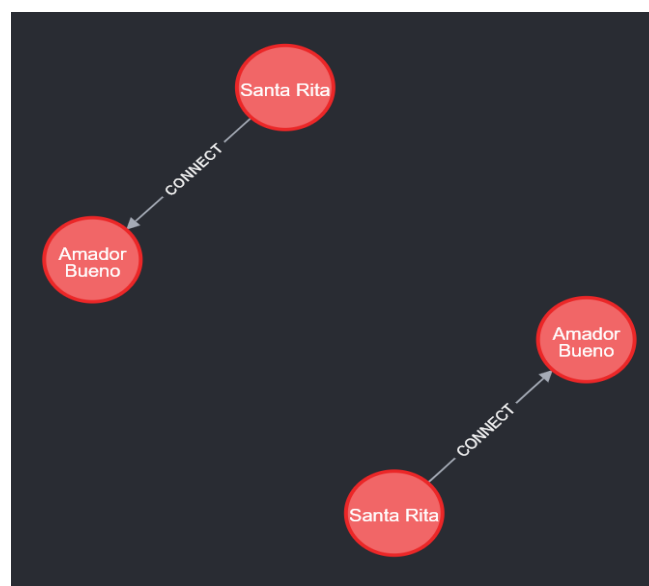 Santa Rita
CONNECT
Amador
Bueno
Amador
Bueno
CONNECT
Santa Rita